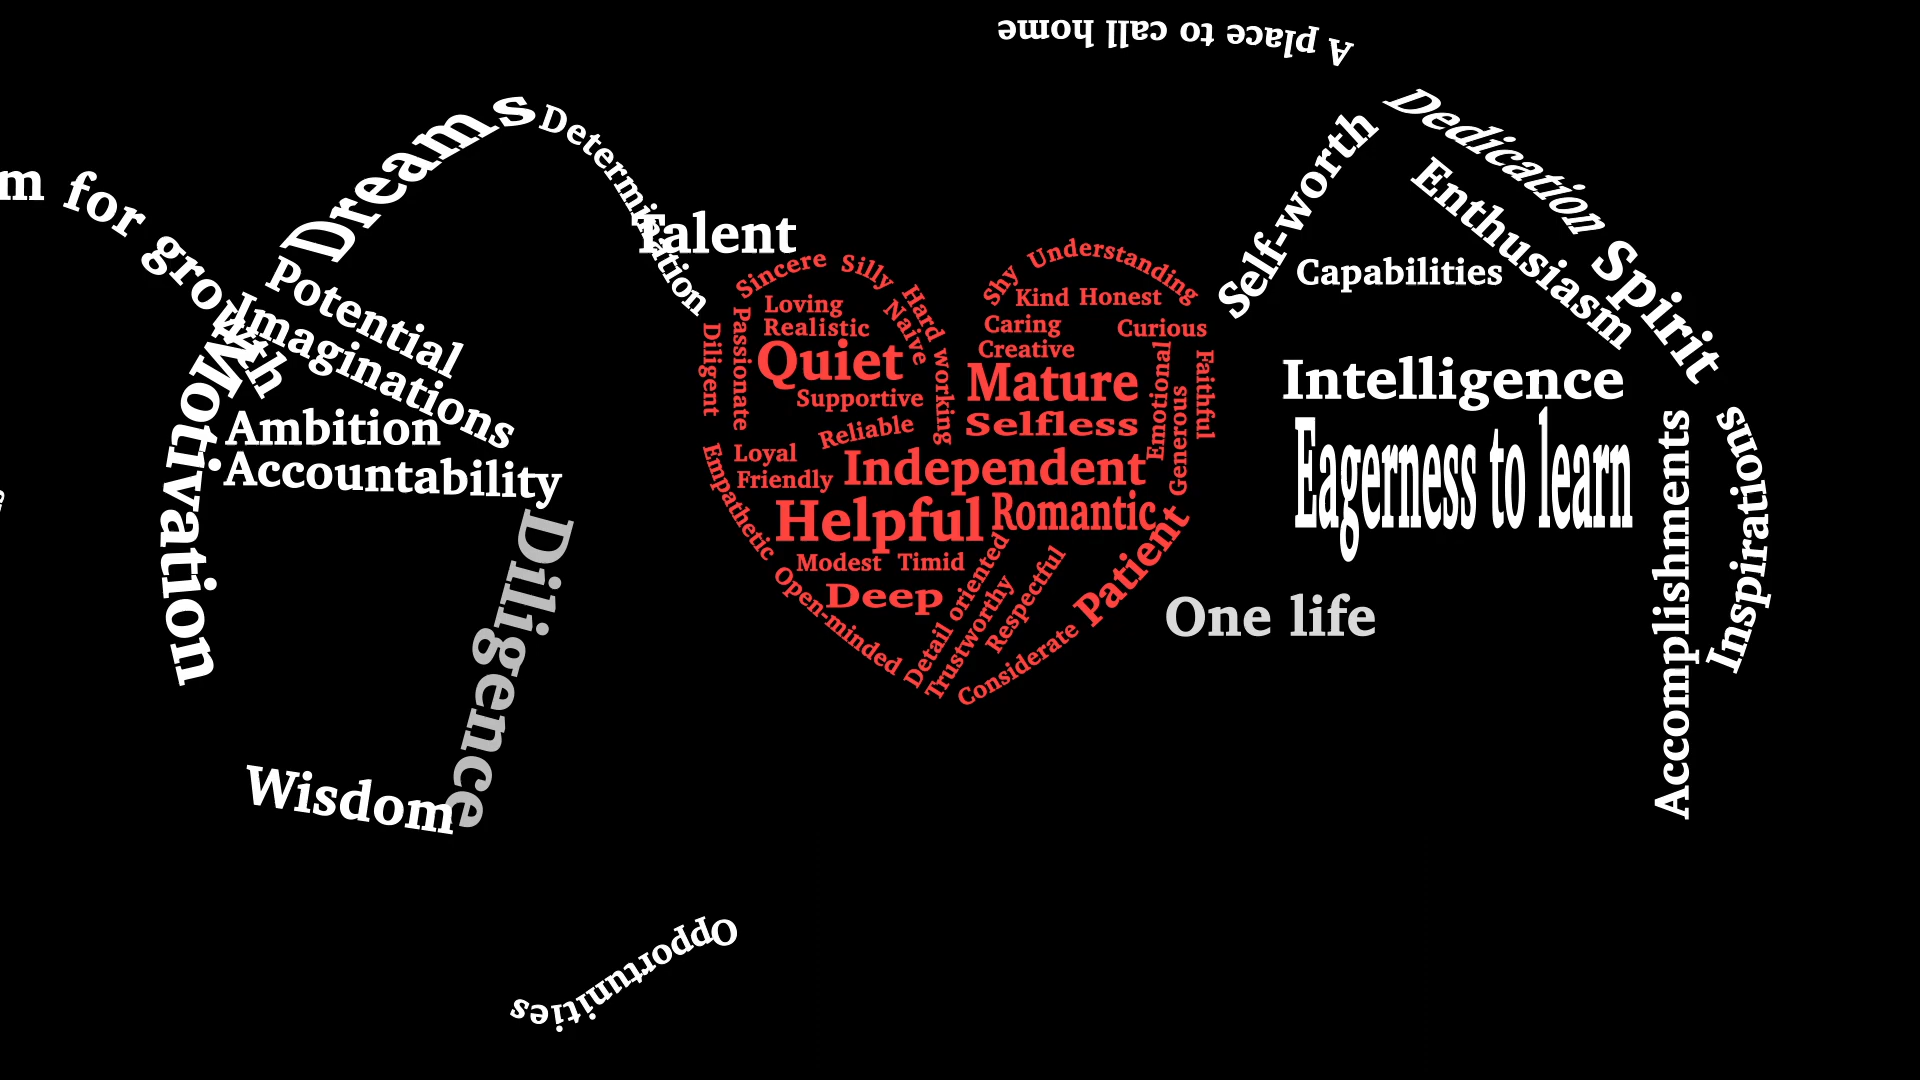 A place to call home
Dreams
Determination
Talent
m for growth
Potential
Imaginations
Motivation
Ambition
Accountability
Diligence
Wisdom
Opportunities
Sincere
Silly
Hard working
Naive
Loving
Realistic
Passionate
Diligent
Quiet
Supportive
Reliable
Loyal
Friendly
Empathetic
Understanding
Shy
Kind
Honest
Caring
Curious
Creative
Mature
Selfless
Emotional
Faithful
Generous
Independent
Helpful
Romantic
Modest
Timid
Deep
Open-minded
Detail oriented
Trustworthy
Respectful
Considerate
Patient
Self-worth
Dedication
Enthusiasm
Spirit
Capabilities
Intelligence
Eagerness to learn
One life
Accomplishments
Inspirations